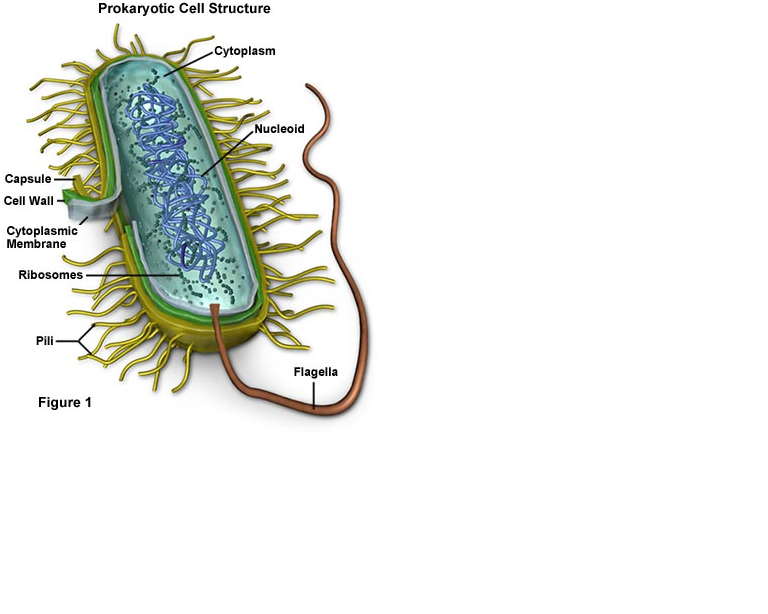 Prokaryotic Cell Structure
Cytoplasm
Nucleoid
Capsule
Cell Wall
Cytoplasmic
Membrane
Ribosomes
Pili
Flagella
Figure 1